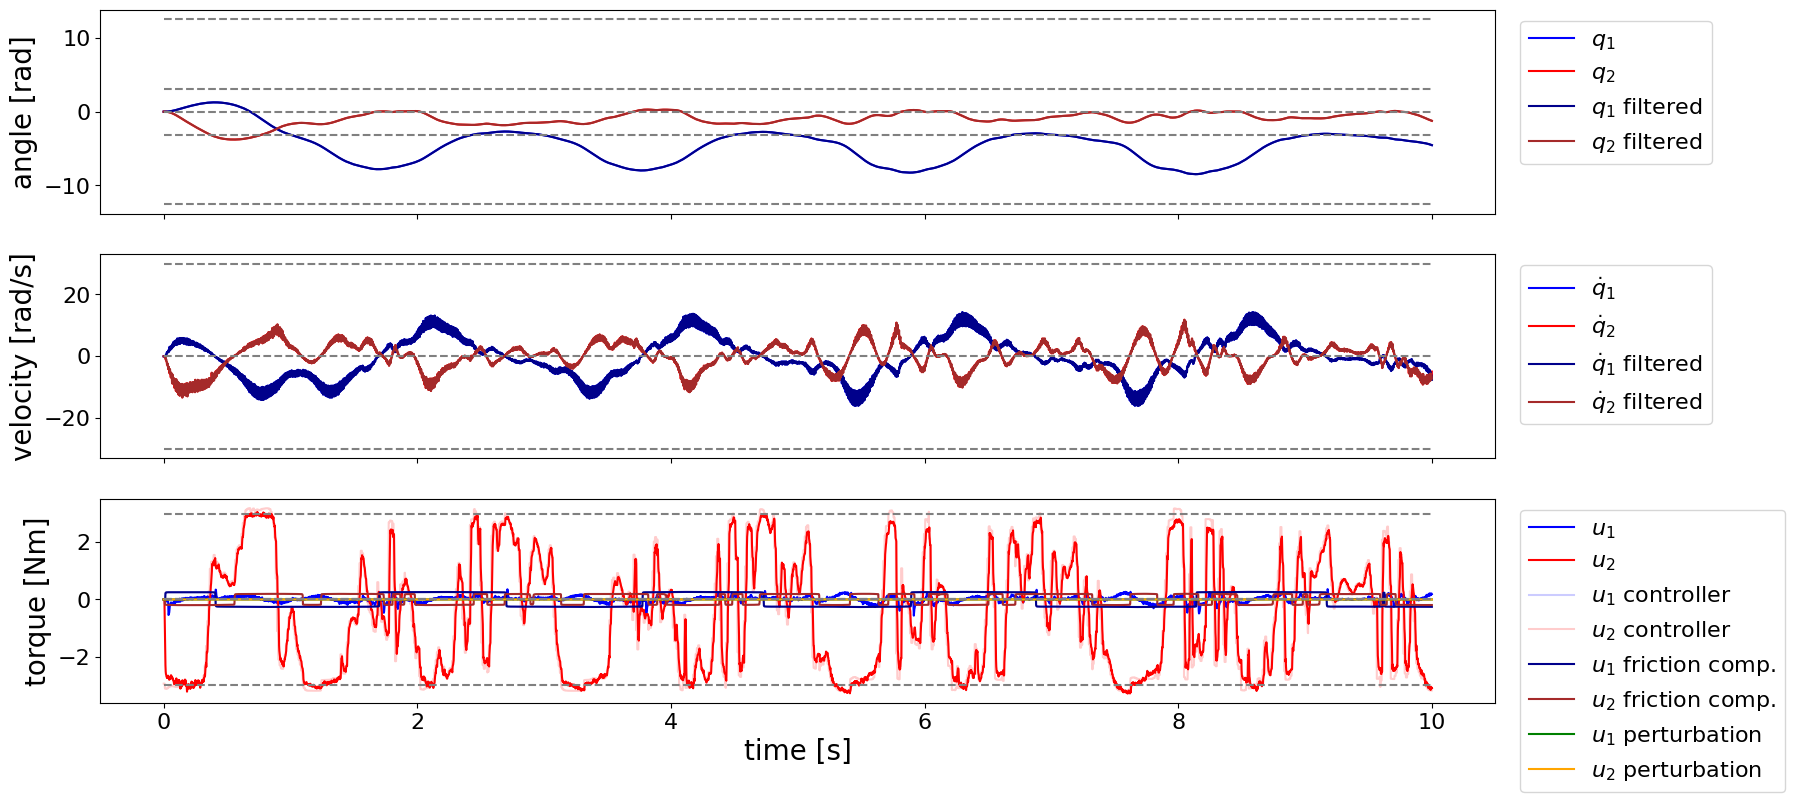 angle [rad]
10
0
−10
q₁
q₂
q₁ filtered
q₂ filtered
velocity [rad/s]
20
0
−20
q̇₁
q̇₂
q̇₁ filtered
q̇₂ filtered
torque [Nm]
2
0
−2
0 2 4 6 8 10
time [s]
u₁
u₂
u₁ controller
u₂ controller
u₁ friction comp.
u₂ friction comp.
u₁ perturbation
u₂ perturbation